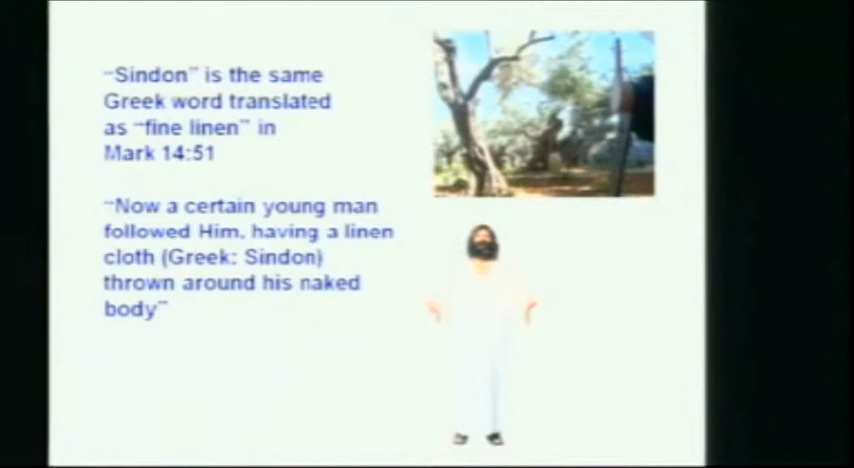 “Sindon” is the same
Greek word translated
as “fine linen” in
Mark 14:51
“Now a certain young man
followed Him, having a linen
cloth (Greek: Sindon)
thrown around his naked
body”